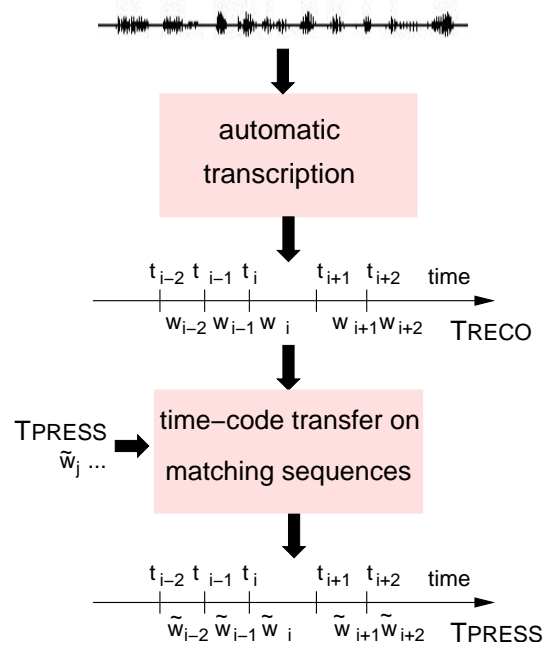 automatic
transcription
t i−2 t i−1 t i t i+1 t i+2 time
w i−2 w i−1 w i w i+1 w i+2 TRECO
time−code transfer on
TPRESS
w̃ j ...
matching sequences
t i−2 t i−1 t i t i+1 t i+2 time
w̃ i−2 w̃ i−1 w̃ i w̃ i+1 w̃ i+2 TPRESS